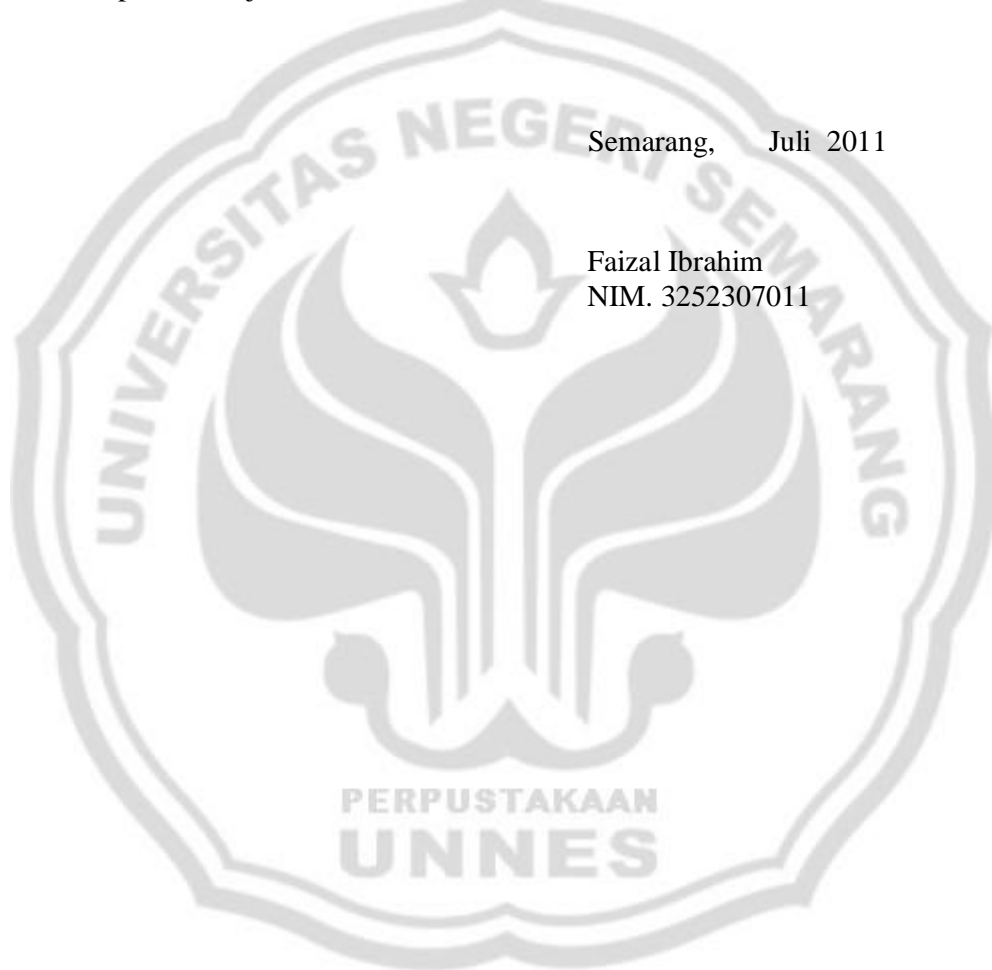 Semarang, Juli 2011
Faizal Ibrahim
NIM. 3252307011
UNIVERSITAS NEGERI SEMARANG
PERPUSTAKAAN
UNNES